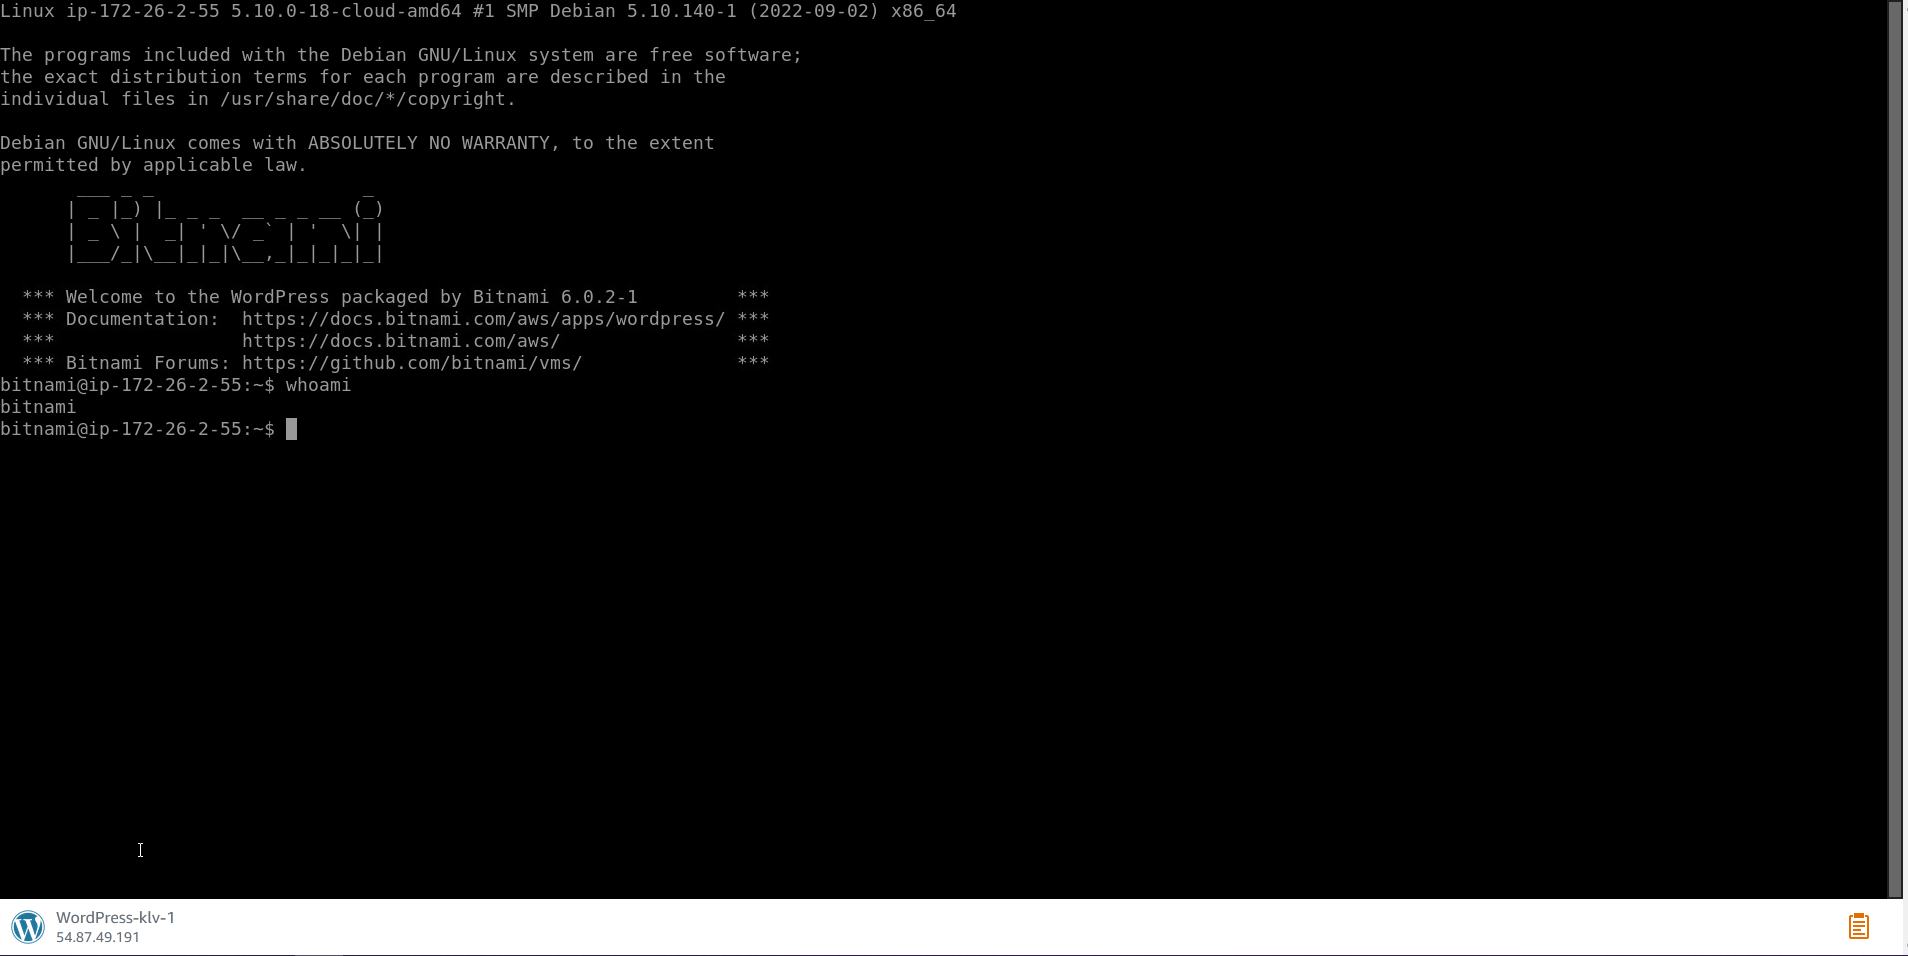 Linux ip-172-26-2-55 5.10.0-18-cloud-amd64 #1 SMP Debian 5.10.140-1 (2022-09-02) x86_64
The programs included with the Debian GNU/Linux system are free software;
the exact distribution terms for each program are described in the
individual files in /usr/share/doc/*/copyright.
Debian GNU/Linux comes with ABSOLUTELY NO WARRANTY, to the extent
permitted by applicable law.
       ___ _ _                   _
      | _ |_) |_ _ _  __ _ _ __ (_)
      | _ \ |  _| ' \/ _` | '  \| |
      |___/_|\__|_|_|\__,_|_|_|_|_|
  *** Welcome to the WordPress packaged by Bitnami 6.0.2-1         ***
  *** Documentation:  https://docs.bitnami.com/aws/apps/wordpress/ ***
  ***                 https://docs.bitnami.com/aws/                ***
  *** Bitnami Forums: https://github.com/bitnami/vms/              ***
bitnami@ip-172-26-2-55:~$ whoami
bitnami
bitnami@ip-172-26-2-55:~$
WordPress-klv-1
54.87.49.191